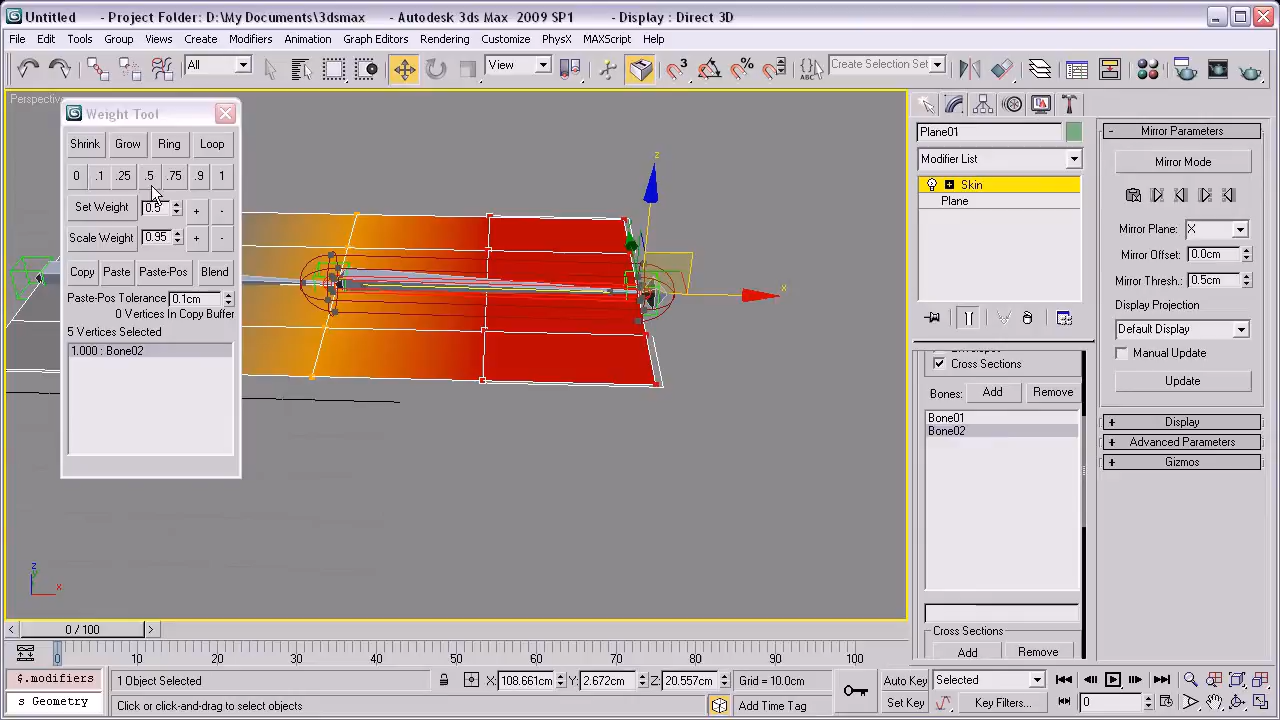 Untitled - Project Folder: D:\My Documents\3dsmax - Autodesk 3ds Max 2009 SP1 - Display : Direct 3D
File Edit Tools Group Views Create Modifiers Animation Graph Editors Rendering Customize PhysX MAXScript Help
All View Create Selection Set
Weight Tool
Shrink Grow Ring Loop
0 .1 .25 .5 .75 .9 1
Set Weight 0.5 + -
Scale Weight 0.95 + -
Copy Paste Paste-Pos Blend
Paste-Pos Tolerance 0.1cm
0 Vertices in Copy Buffer
5 Vertices Selected
1.000 : Bone02
z
x
z
y
x
Plane01
Modifier List
Skin
Plane
Cross Sections
Bones: Add Remove
Bone01
Bone02
Cross Sections
Add Remove
- Mirror Parameters
Mirror Mode
Mirror Plane: X
Mirror Offset: 0.0cm
Mirror Thresh.: 0.5cm
Display Projection
Default Display
Manual Update
Update
+ Display
+ Advanced Parameters
+ Gizmos
< 0 / 100 >
0 10 20 30 40 50 60 70 80 90 100
$.modifiers
s Geometry
1 Object Selected X: 108.661cm Y: 2.672cm Z: 20.557cm Grid = 10.0cm
Click or click-and-drag to select objects Add Time Tag
Auto Key Selected
Set Key Key Filters... 0